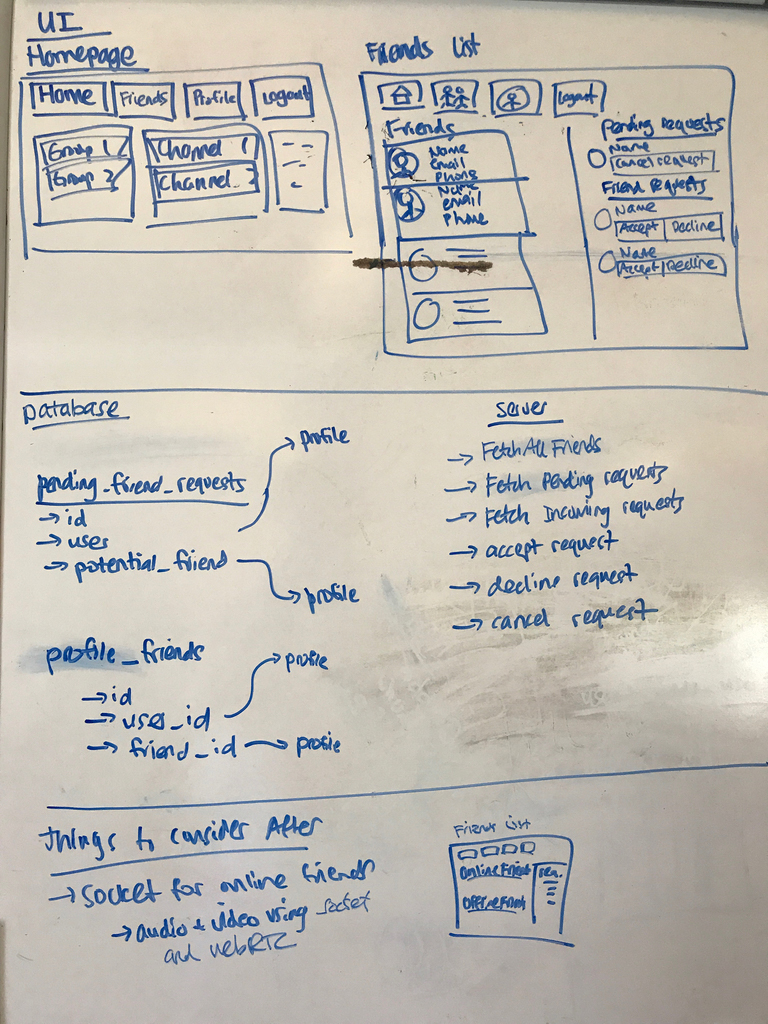 UI
Homepage
Home Friends Profile Logout
Group 1 Channel 1
Group 2 Channel 2
Friends List
Logout
Friends
Name
Email
Phone
Name
email
Phone
Pending Requests
Name
Cancel request
Friend Requests
Name
Accept Decline
Name
Accept Decline
Database
pending_friend_requests
→ id
→ user
→ potential_friend
→ profile
→ profile
profile_friends
→ id
→ user_id
→ friend_id → profile
→ profile
Server
→ Fetch All Friends
→ Fetch Pending requests
→ Fetch Incoming requests
→ accept request
→ decline request
→ cancel request
Things to consider After
→ socket for online friends
→ audio + video using socket
and webRTC
Friends List
Online Friends req.
Offline Friends